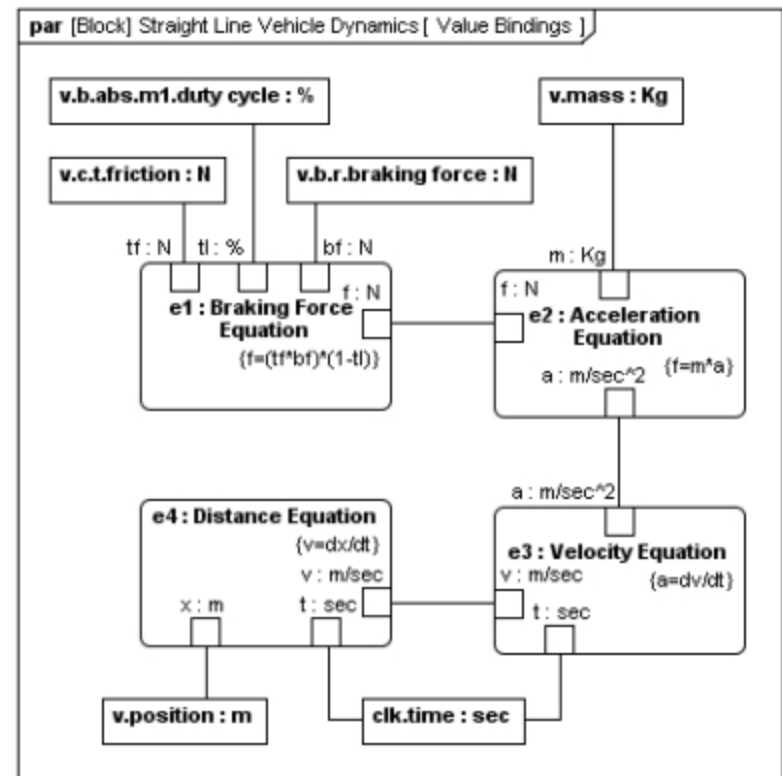 par [Block] Straight Line Vehicle Dynamics [ Value Bindings ]
v.b.abs.m1.duty cycle : %
v.mass : Kg
v.c.t.friction : N
v.b.r.braking force : N
tf : N
tl : %
bf : N
m : Kg
f : N
e1 : Braking Force
Equation
{f=(tf*bf)*(1-tl)}
f : N
e2 : Acceleration
Equation
{f=m*a}
a : m/sec^2
a : m/sec^2
e4 : Distance Equation
{v=dx/dt}
v : m/sec
x : m
t : sec
e3 : Velocity Equation
v : m/sec
{a=dv/dt}
t : sec
v.position : m
clk.time : sec